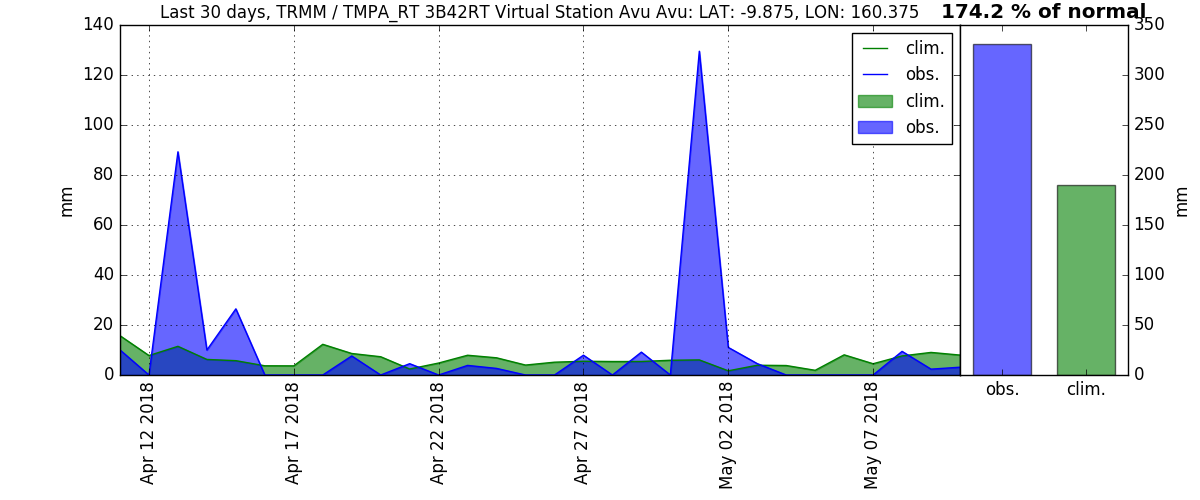 Last 30 days, TRMM / TMPA_RT 3B42RT Virtual Station Avu Avu: LAT: -9.875, LON: 160.375
174.2 % of normal
140
120
100
80
60
40
20
0
mm
clim.
obs.
clim.
obs.
350
300
250
200
150
100
50
0
mm
obs.
clim.
Apr 12 2018
Apr 17 2018
Apr 22 2018
Apr 27 2018
May 02 2018
May 07 2018